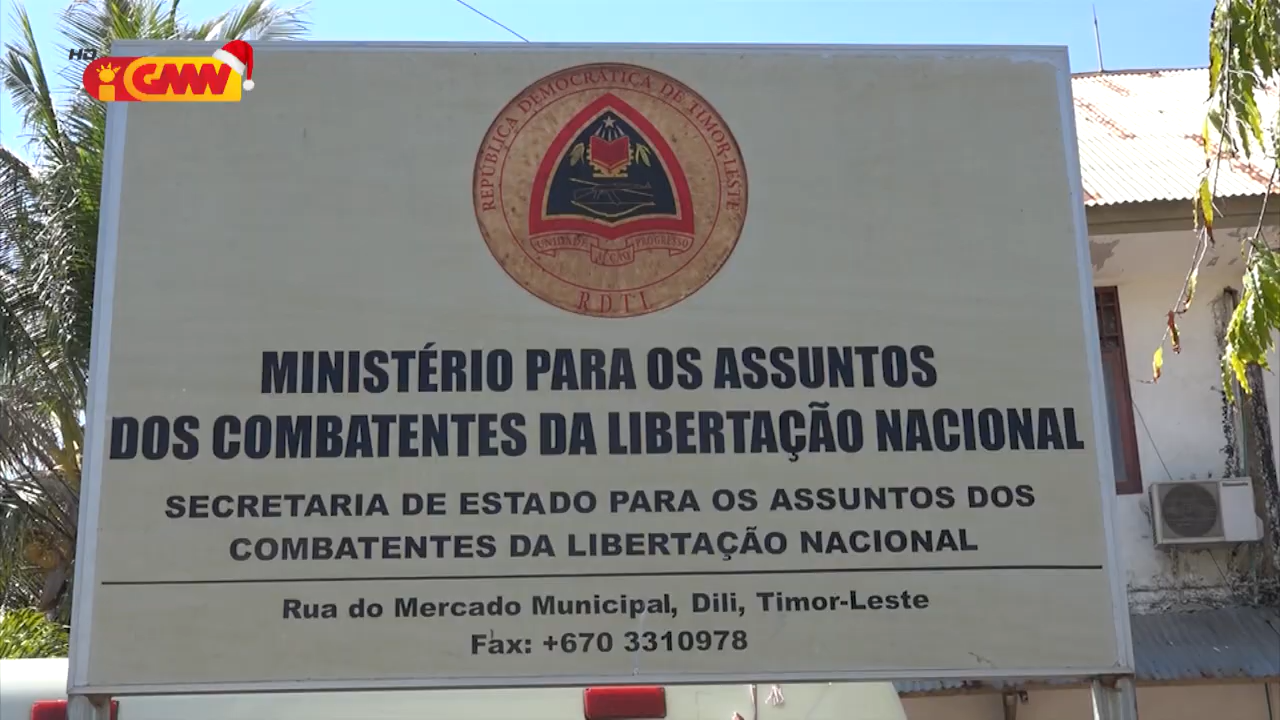 HD
GMN
REPÚBLICA DEMOCRÁTICA DE TIMOR-LESTE
UNIDADE ACÇÃO PROGRESSO
RDTL
MINISTÉRIO PARA OS ASSUNTOS
DOS COMBATENTES DA LIBERTAÇÃO NACIONAL
SECRETARIA DE ESTADO PARA OS ASSUNTOS DOS
COMBATENTES DA LIBERTAÇÃO NACIONAL
Rua do Mercado Municipal, Dili, Timor-Leste
Fax: +670 3310978